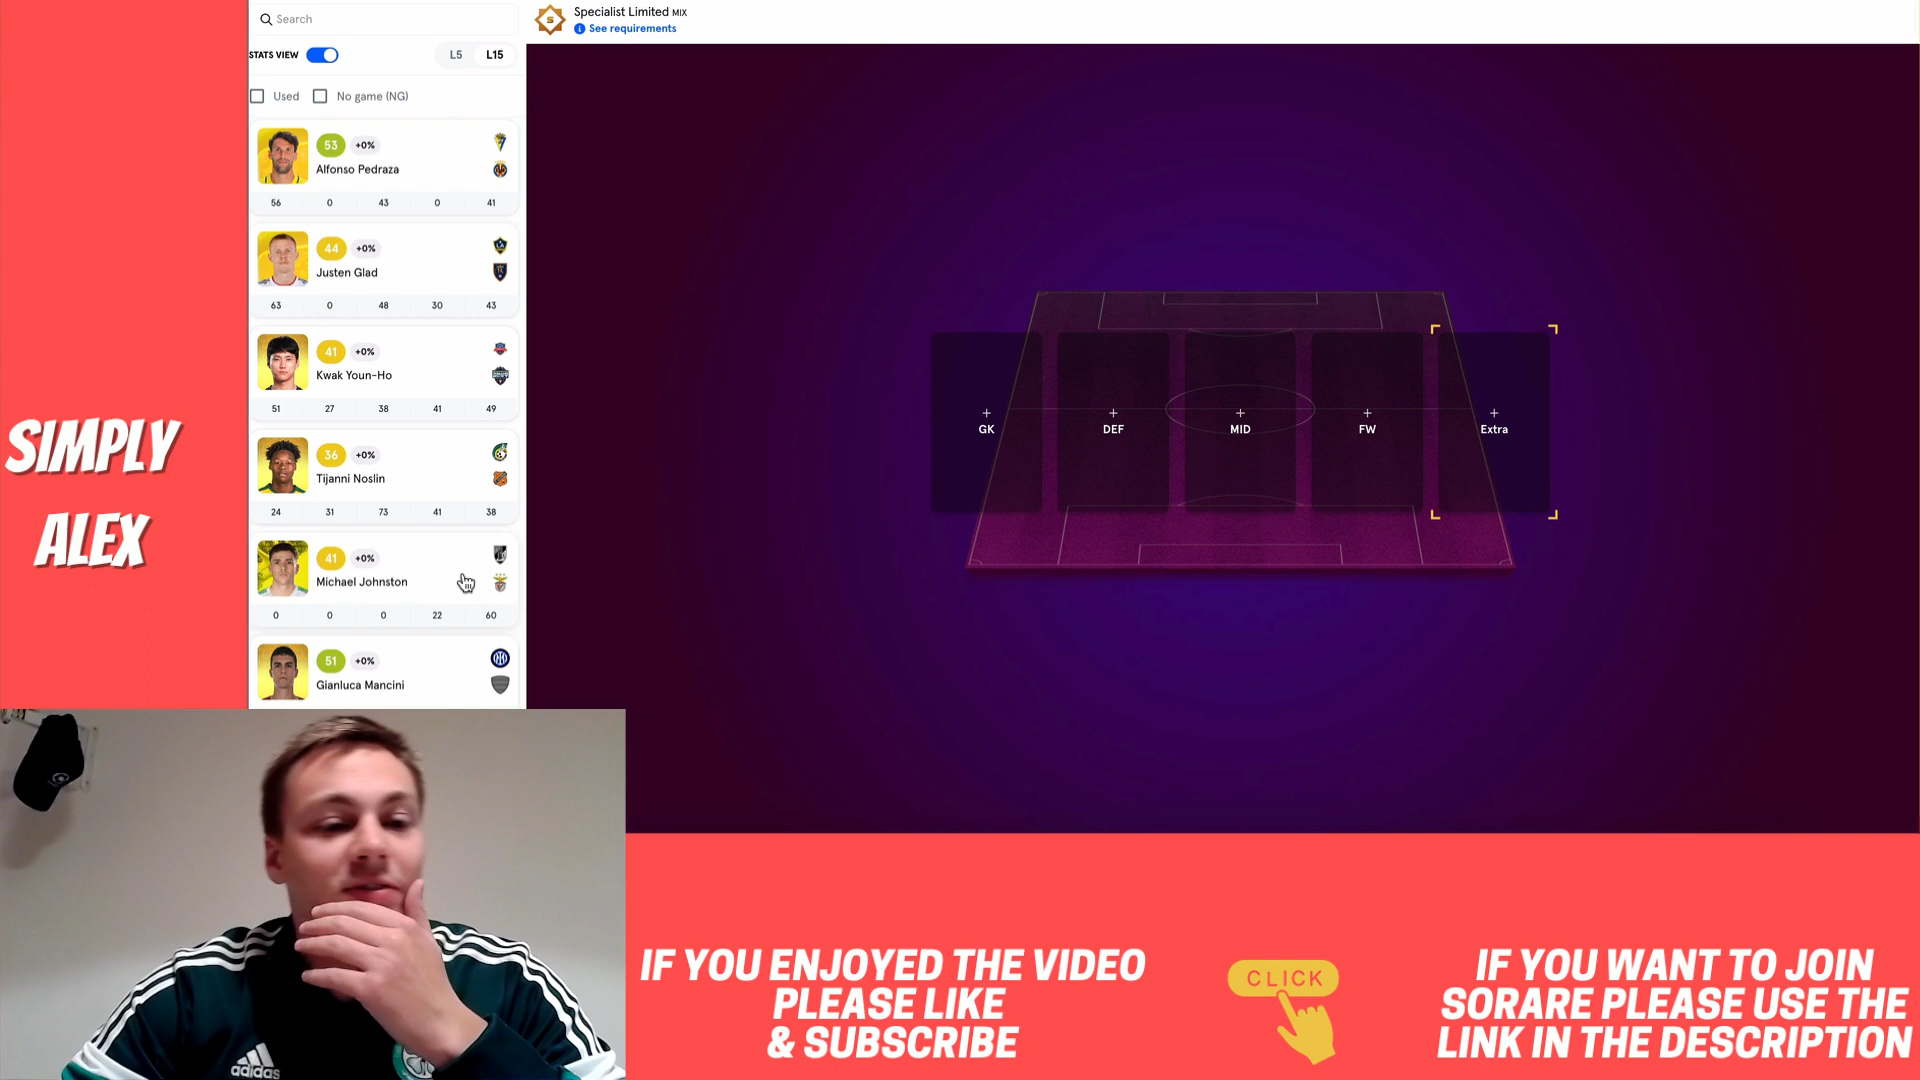 Search
STATS VIEW
L5 L15
Used No game (NG)
53 +0%
Alfonso Pedraza
56 0 43 0 41
44 +0%
Justen Glad
63 0 48 30 43
41 +0%
Kwak Youn-Ho
51 27 38 41 49
36 +0%
Tijanni Noslin
24 31 73 41 38
41 +0%
Michael Johnston
0 0 0 22 60
51 +0%
Gianluca Mancini
S
Specialist Limited MIX
See requirements
+ + + + +
GK DEF MID FW Extra
SIMPLY
ALEX
adidas
IF YOU ENJOYED THE VIDEO
PLEASE LIKE
& SUBSCRIBE
CLICK
IF YOU WANT TO JOIN
SORARE PLEASE USE THE
LINK IN THE DESCRIPTION